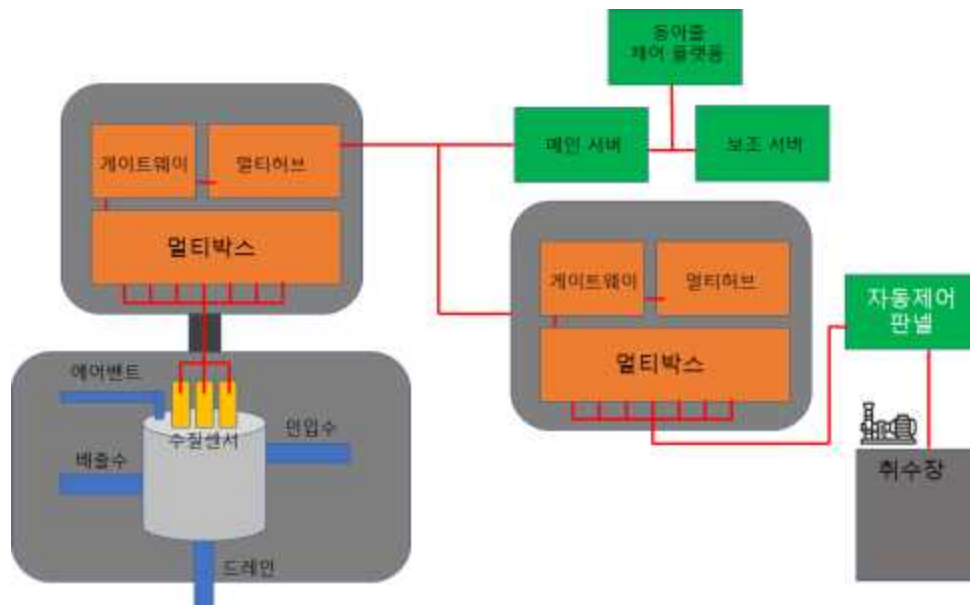 동아줄
제어 플랫폼
메인 서버
보조 서버
게이트웨이
멀티허브
멀티박스
게이트웨이
멀티허브
멀티박스
자동제어
판넬
에어벤트
수질센서
인입수
배출수
드레인
취수장